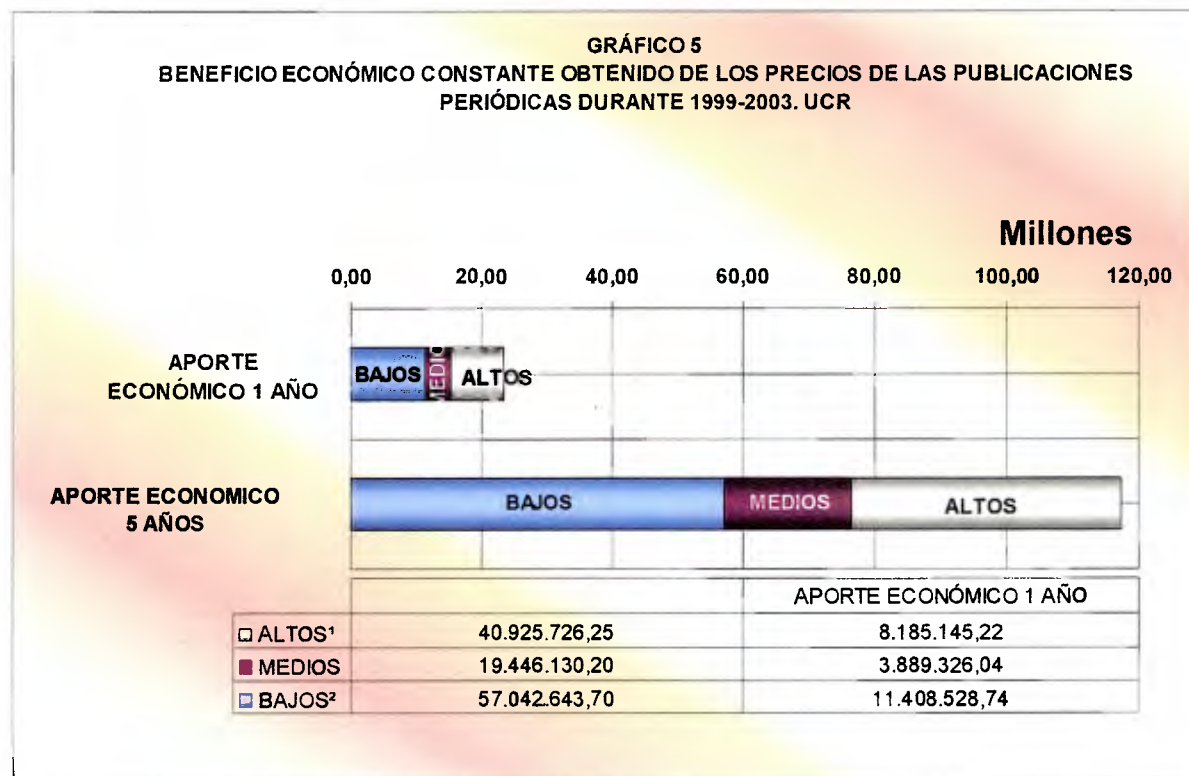 GRÁFICO 5
BENEFICIO ECONÓMICO CONSTANTE OBTENIDO DE LOS PRECIOS DE LAS PUBLICACIONES
PERIÓDICAS DURANTE 1999-2003. UCR
Millones
0,00 20,00 40,00 60,00 80,00 100,00 120,00
APORTE
ECONÓMICO 1 AÑO
BAJOS MEDIO ALTOS
APORTE ECONOMICO
5 AÑOS
BAJOS MEDIOS ALTOS
APORTE ECONÓMICO 1 AÑO
ALTOS¹ 40.925.726,25 8.185.145,22
MEDIOS 19.446.130,20 3.889.326,04
BAJOS² 57.042.643,70 11.408.528,74